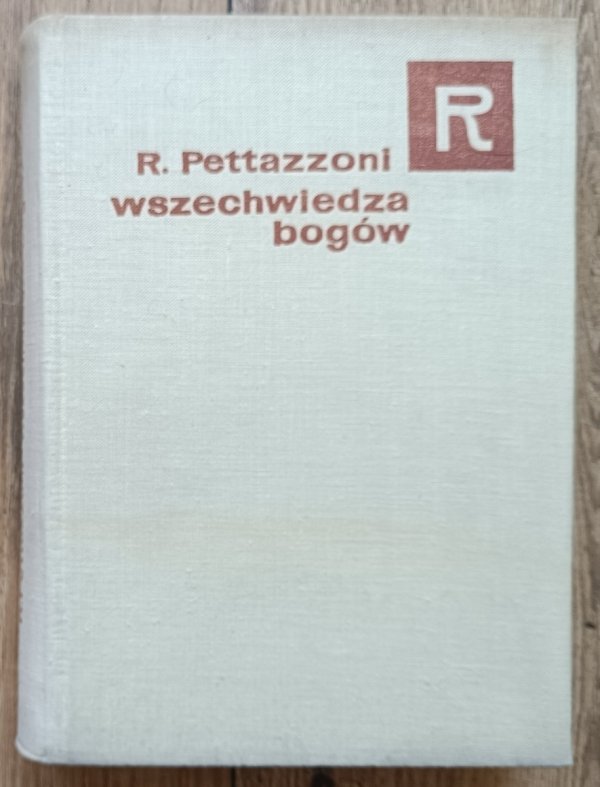 R
R. Pettazzoni
wszechwiedza
bogów